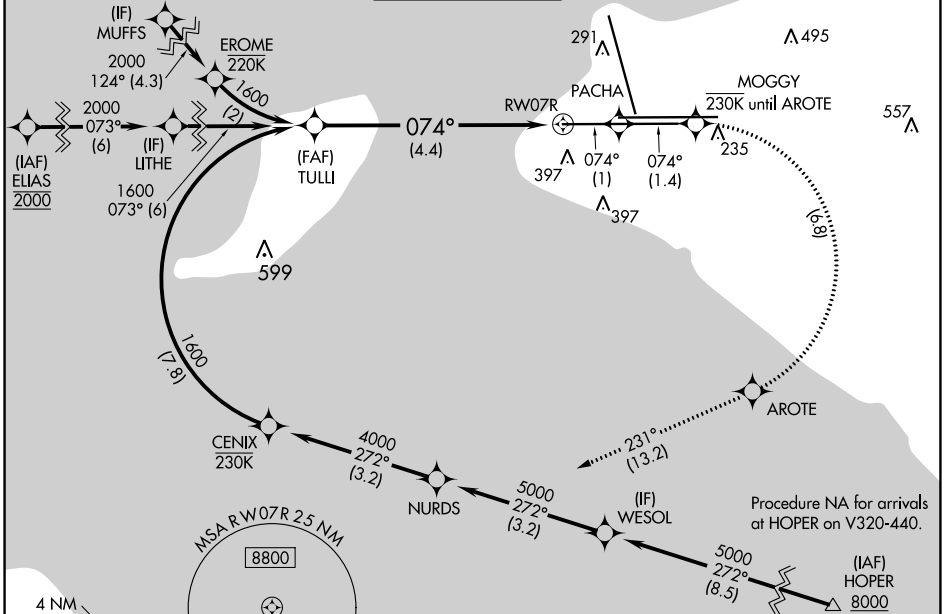 (IF)
MUFFS
2000
124° (4.3)
EROME
220K
1600
(2)
2000
073°
(6)
(IAF)
ELIAS
2000
(IF)
LITHE
1600
073° (6)
(FAF)
TULLI
074°
(4.4)
RW07R
PACHA
MOGGY
230K until AROTE
291
495
557
235
397
397
074°
(1)
074°
(1.4)
(6.8)
599
1600
(7.8)
AROTE
231°
(13.2)
CENIX
230K
4000
272°
(3.2)
NURDS
5000
272°
(3.2)
(IF)
WESOL
5000
272°
(8.5)
Procedure NA for arrivals
at HOPER on V320-440.
(IAF)
HOPER
8000
MSA RW07R 25 NM
8800
4 NM